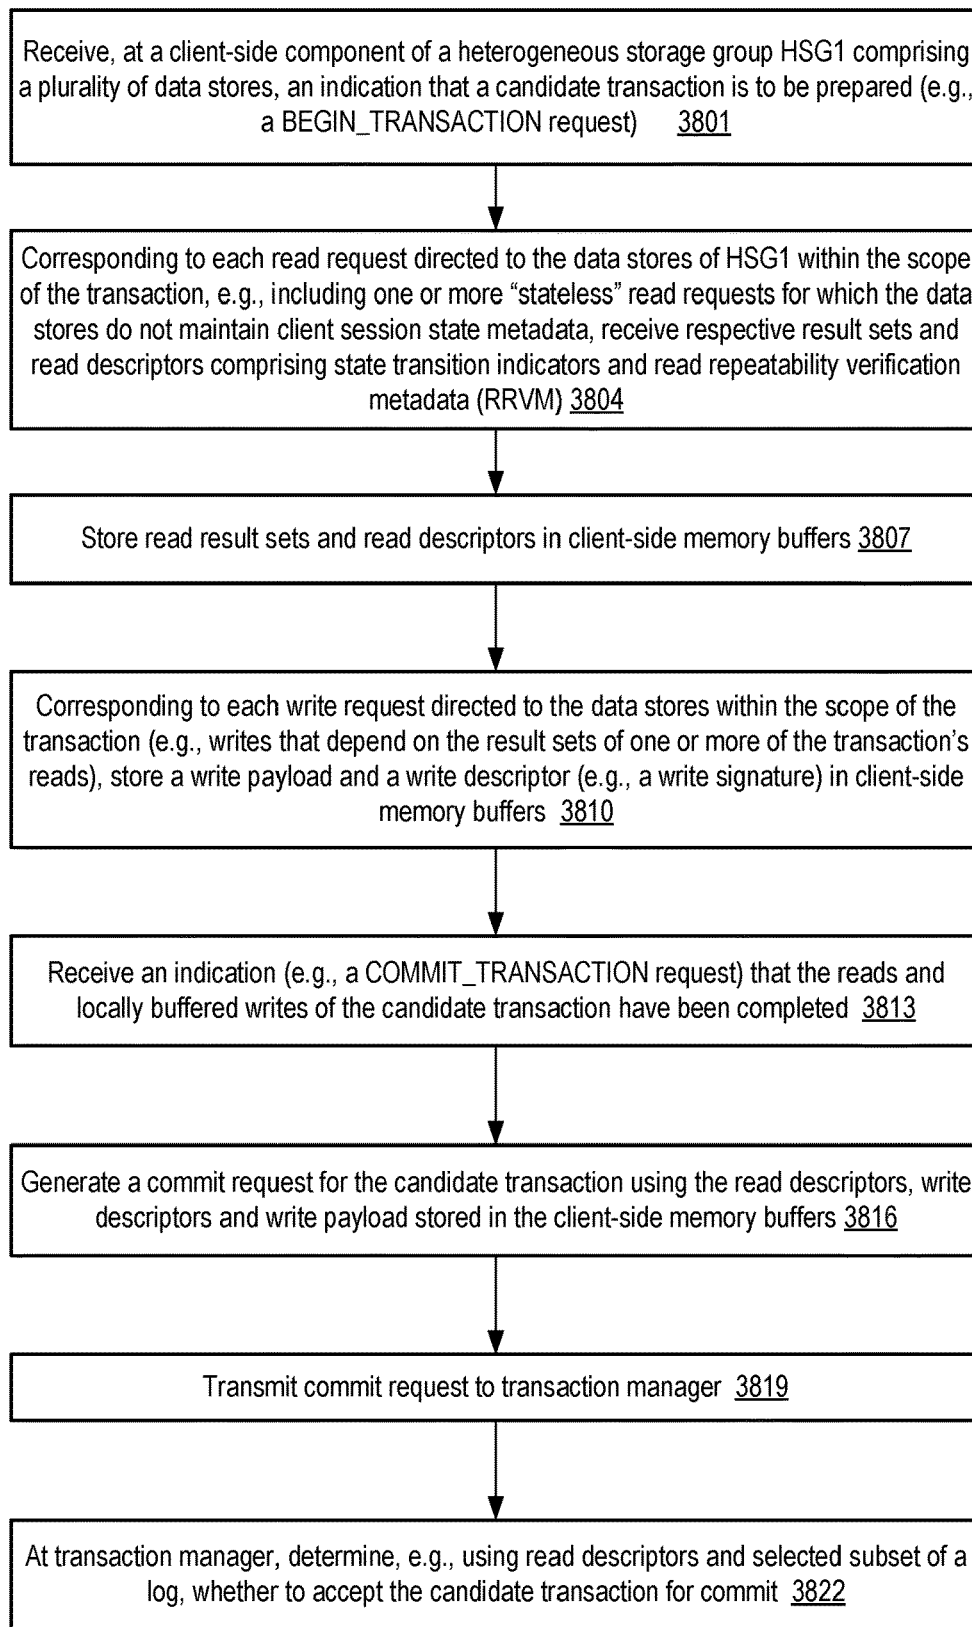 Receive, at a client-side component of a heterogeneous storage group HSG1 comprising
a plurality of data stores, an indication that a candidate transaction is to be prepared (e.g.,
a BEGIN_TRANSACTION request) 3801
Corresponding to each read request directed to the data stores of HSG1 within the scope
of the transaction, e.g., including one or more “stateless” read requests for which the data
stores do not maintain client session state metadata, receive respective result sets and
read descriptors comprising state transition indicators and read repeatability verification
metadata (RRVM) 3804
Store read result sets and read descriptors in client-side memory buffers 3807
Corresponding to each write request directed to the data stores within the scope of the
transaction (e.g., writes that depend on the result sets of one or more of the transaction’s
reads), store a write payload and a write descriptor (e.g., a write signature) in client-side
memory buffers 3810
Receive an indication (e.g., a COMMIT_TRANSACTION request) that the reads and
locally buffered writes of the candidate transaction have been completed 3813
Generate a commit request for the candidate transaction using the read descriptors, write
descriptors and write payload stored in the client-side memory buffers 3816
Transmit commit request to transaction manager 3819
At transaction manager, determine, e.g., using read descriptors and selected subset of a
log, whether to accept the candidate transaction for commit 3822